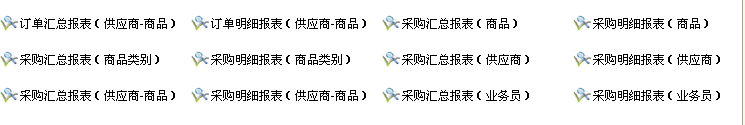 订单汇总报表（供应商-商品） 订单明细报表（供应商-商品） 采购汇总报表（商品） 采购明细报表（商品）
采购汇总报表（商品类别） 采购明细报表（商品类别） 采购汇总报表（供应商） 采购明细报表（供应商）
采购汇总报表（供应商-商品） 采购明细报表（供应商-商品） 采购汇总报表（业务员） 采购明细报表（业务员）